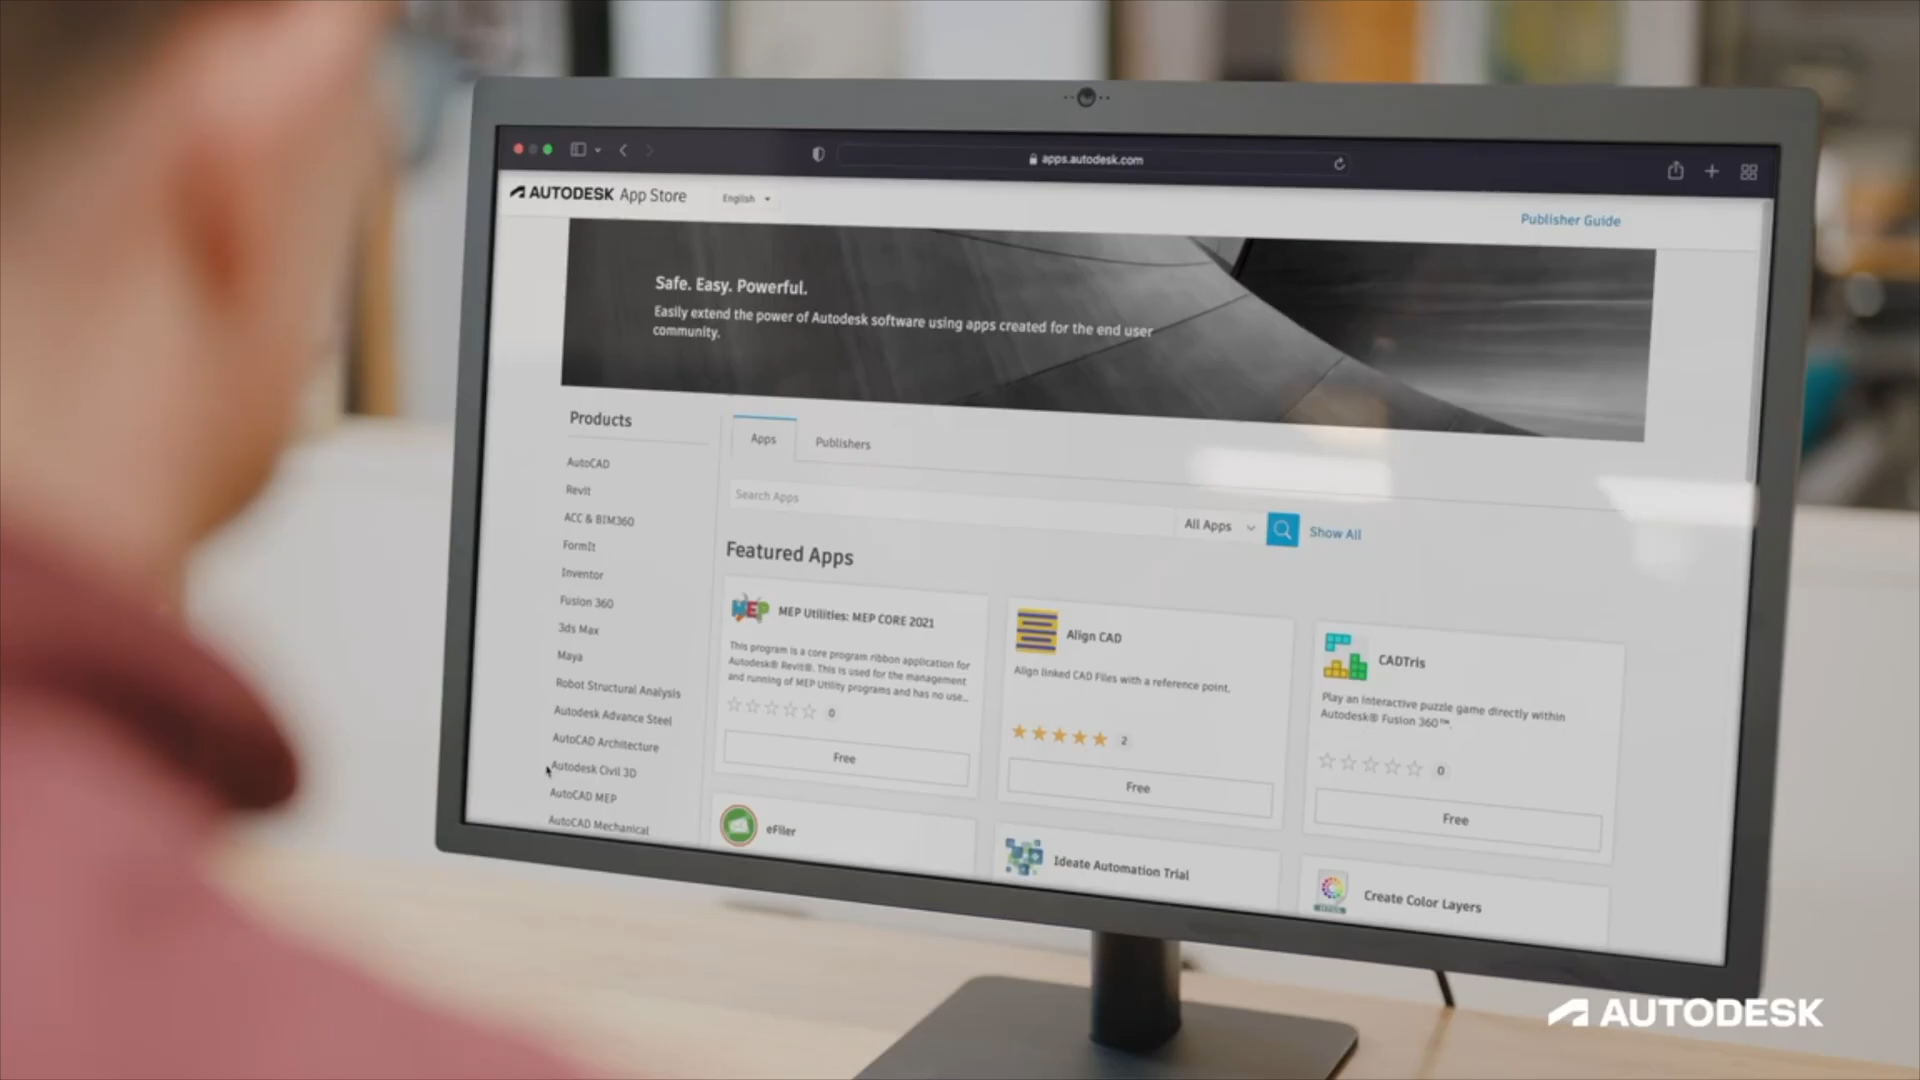 apps.autodesk.com
AUTODESK App Store
English
Publisher Guide
Safe. Easy. Powerful.
Easily extend the power of Autodesk software using apps created for the end user
community.
Products
AutoCAD
Revit
ACC & BIM360
FormIt
Inventor
Fusion 360
3ds Max
Maya
Robot Structural Analysis
Autodesk Advance Steel
AutoCAD Architecture
Autodesk Civil 3D
AutoCAD MEP
AutoCAD Mechanical
Apps
Publishers
Search Apps
All Apps
Show All
Featured Apps
MEP
MEP Utilities: MEP CORE 2021
This program is a core program ribbon application for
Autodesk® Revit®. This is used for the management
and running of MEP Utility programs and has no use...
0
Free
Align CAD
Align linked CAD Files with a reference point.
2
Free
CADTris
Play an interactive puzzle game directly within
Autodesk® Fusion 360™.
0
Free
eFiler
Ideate Automation Trial
Create Color Layers
AUTODESK